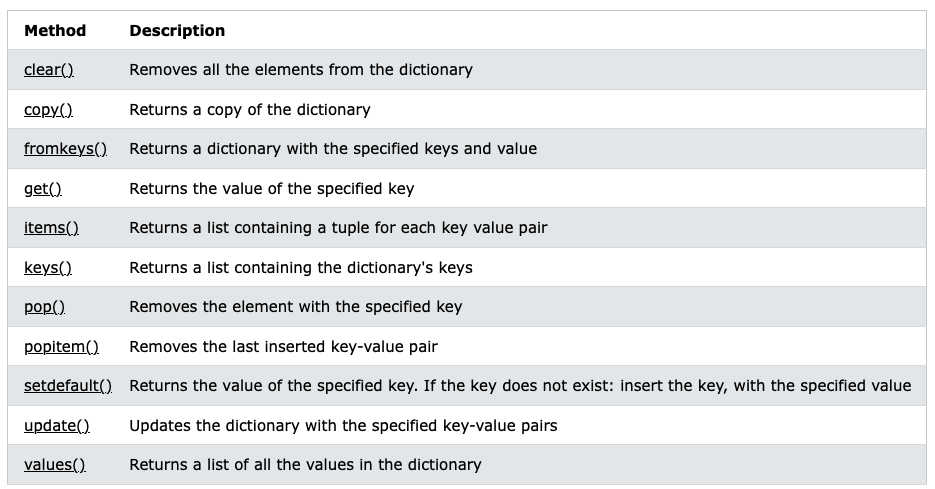 Method Description
clear() Removes all the elements from the dictionary
copy() Returns a copy of the dictionary
fromkeys() Returns a dictionary with the specified keys and value
get() Returns the value of the specified key
items() Returns a list containing a tuple for each key value pair
keys() Returns a list containing the dictionary's keys
pop() Removes the element with the specified key
popitem() Removes the last inserted key-value pair
setdefault() Returns the value of the specified key. If the key does not exist: insert the key, with the specified value
update() Updates the dictionary with the specified key-value pairs
values() Returns a list of all the values in the dictionary